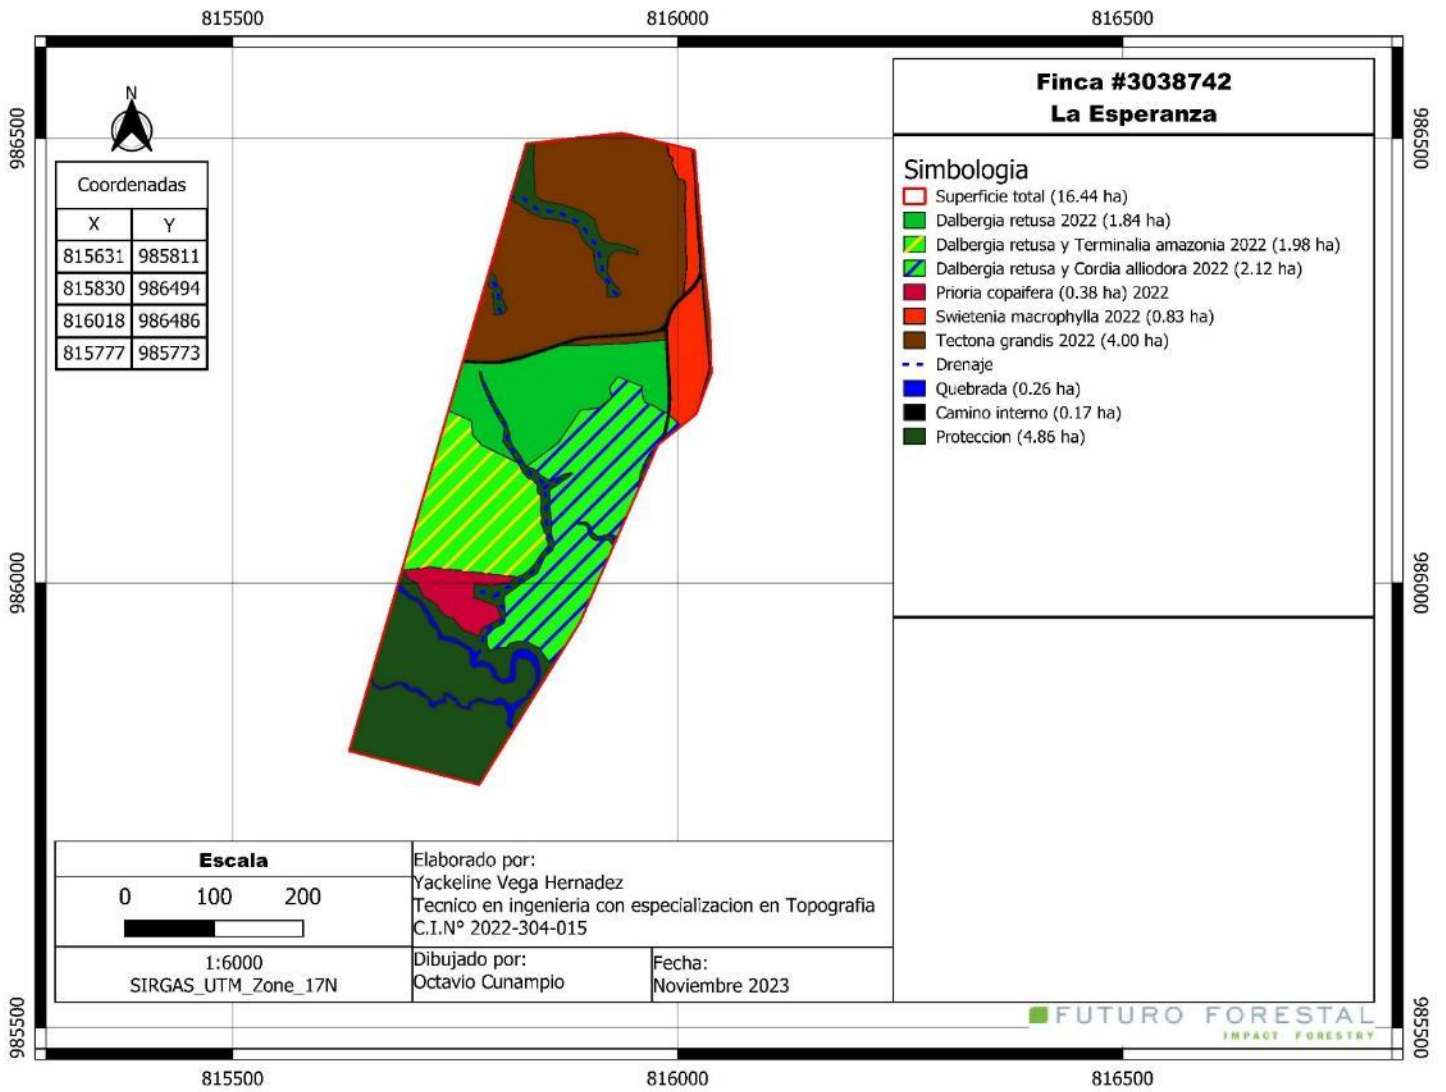 815500 816000 816500
Finca #3038742
La Esperanza
N
986500
986500
Coordenadas
X Y
815631 985811
815830 986494
816018 986486
815777 985773
Simbologia
Superficie total (16.44 ha)
Dalbergia retusa 2022 (1.84 ha)
Dalbergia retusa y Terminalia amazonia 2022 (1.98 ha)
Dalbergia retusa y Cordia alliodora 2022 (2.12 ha)
Prioria copaifera (0.38 ha) 2022
Swietenia macrophylla 2022 (0.83 ha)
Tectona grandis 2022 (4.00 ha)
Drenaje
Quebrada (0.26 ha)
Camino interno (0.17 ha)
Proteccion (4.86 ha)
986000
986000
Escala
0 100 200
1:6000
SIRGAS_UTM_Zone_17N
Elaborado por:
Yackeline Vega Hernadez
Tecnico en ingenieria con especializacion en Topografia
C.I.N° 2022-304-015
Dibujado por:
Octavio Cunampio
Fecha:
Noviembre 2023
985500
985500
FUTURO FORESTAL
IMPACT FORESTRY
815500 816000 816500